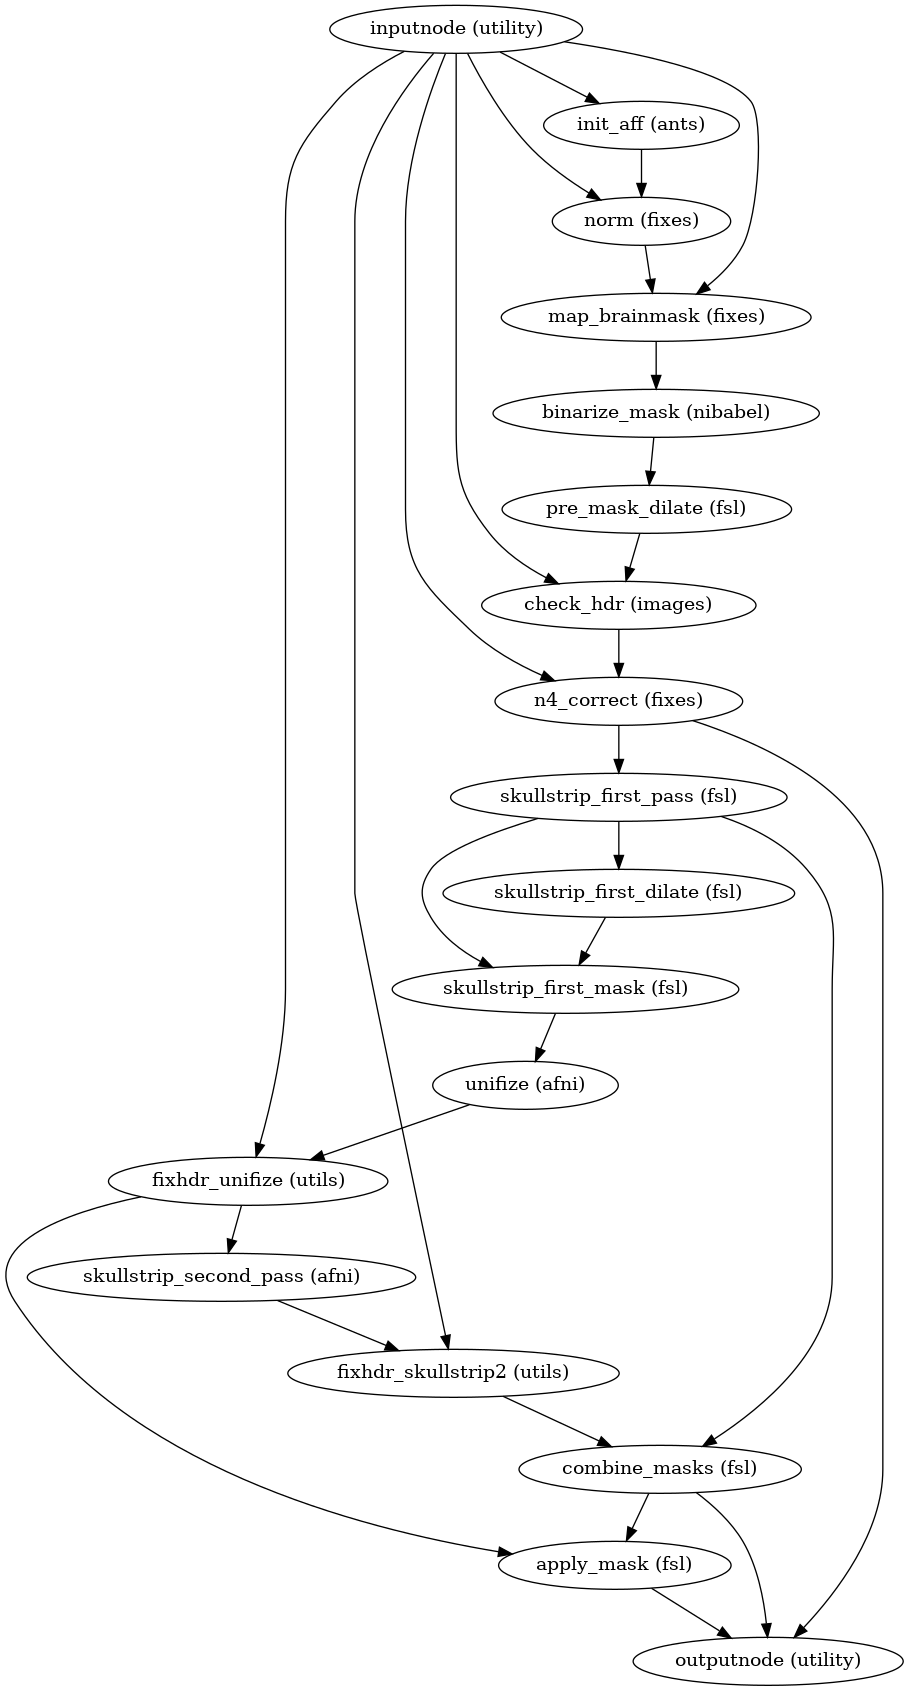 inputnode (utility)
init_aff (ants)
norm (fixes)
map_brainmask (fixes)
binarize_mask (nibabel)
pre_mask_dilate (fsl)
check_hdr (images)
n4_correct (fixes)
skullstrip_first_pass (fsl)
skullstrip_first_dilate (fsl)
skullstrip_first_mask (fsl)
unifize (afni)
fixhdr_unifize (utils)
skullstrip_second_pass (afni)
fixhdr_skullstrip2 (utils)
combine_masks (fsl)
apply_mask (fsl)
outputnode (utility)